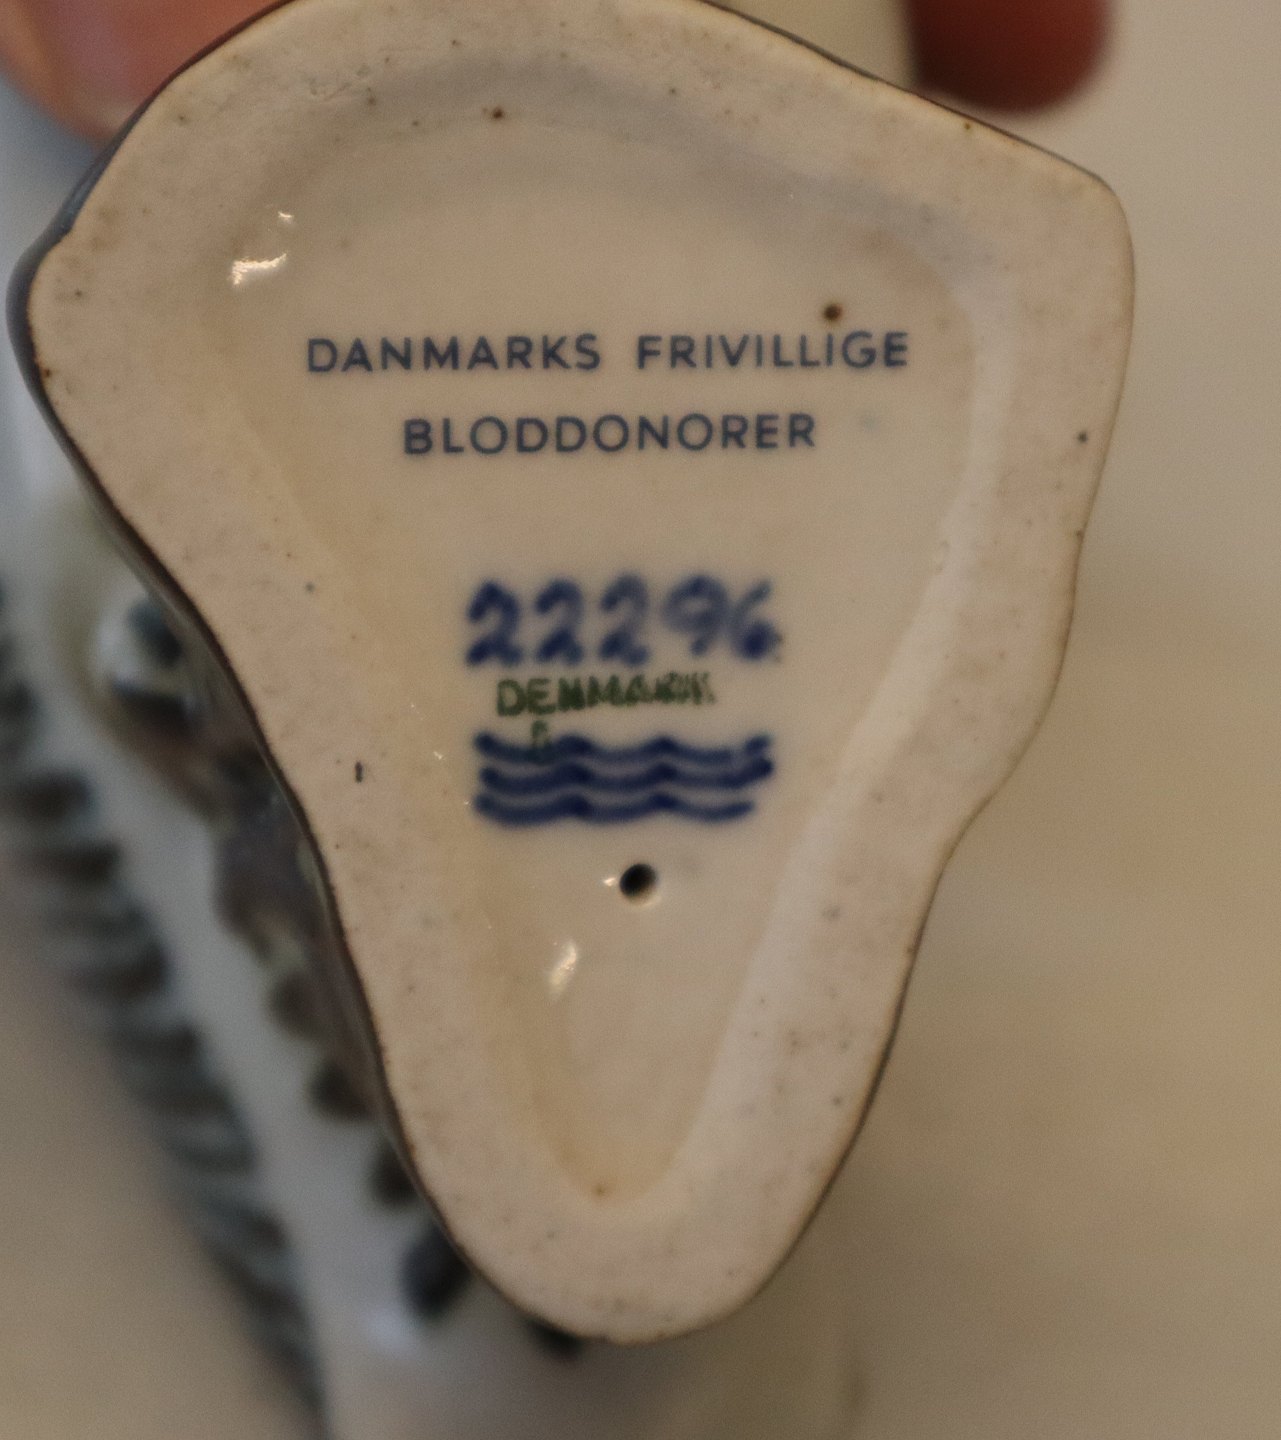 DANMARKS FRIVILLIGE
BLODDONORER
22296
DENMARK